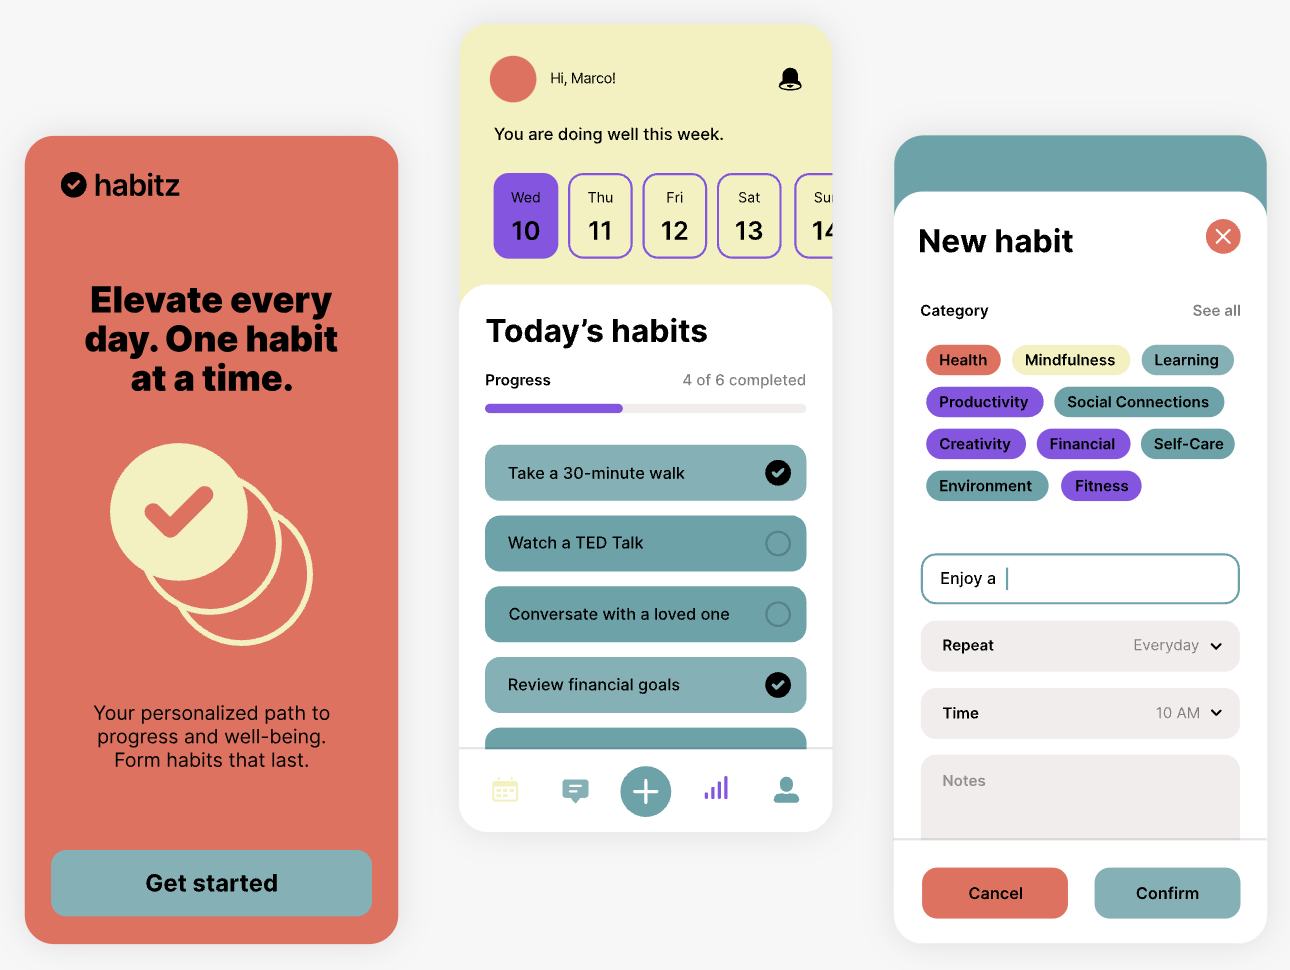 habitz
Elevate every
day. One habit
at a time.
Your personalized path to
progress and well-being.
Form habits that last.
Get started
Hi, Marco!
You are doing well this week.
Wed Thu Fri Sat
10 11 12 13
Today’s habits
Progress 4 of 6 completed
Take a 30-minute walk
Watch a TED Talk
Conversate with a loved one
Review financial goals
New habit
Category See all
Health Mindfulness Learning
Productivity Social Connections
Creativity Financial Self-Care
Environment Fitness
Enjoy a
Repeat Everyday
Time 10 AM
Notes
Cancel Confirm